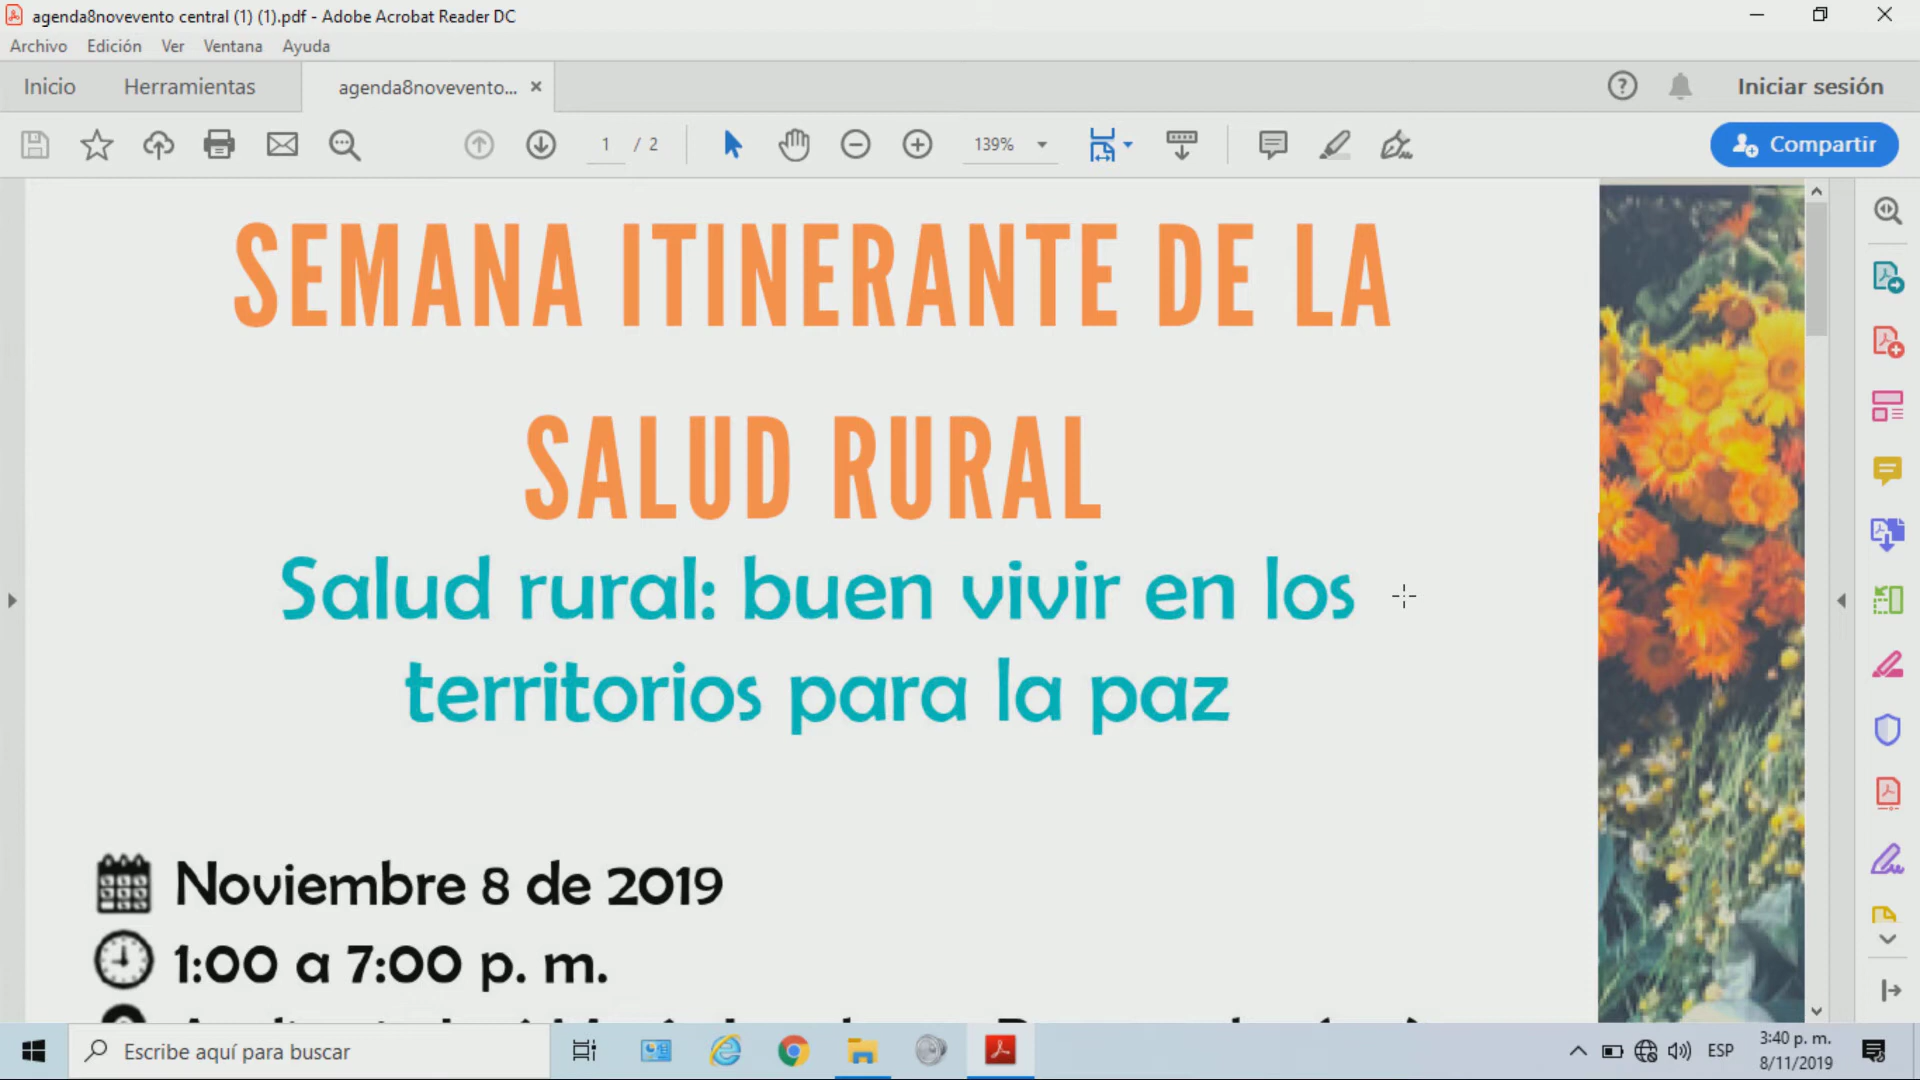 agenda8novevento central (1) (1).pdf - Adobe Acrobat Reader DC
Archivo Edición Ver Ventana Ayuda
Inicio Herramientas agenda8novevento... Iniciar sesión
1 / 2 139% Compartir
SEMANA ITINERANTE DE LA
SALUD RURAL
Salud rural: buen vivir en los
territorios para la paz
Noviembre 8 de 2019
1:00 a 7:00 p. m.
Escribe aquí para buscar
ESP
3:40 p. m.
8/11/2019